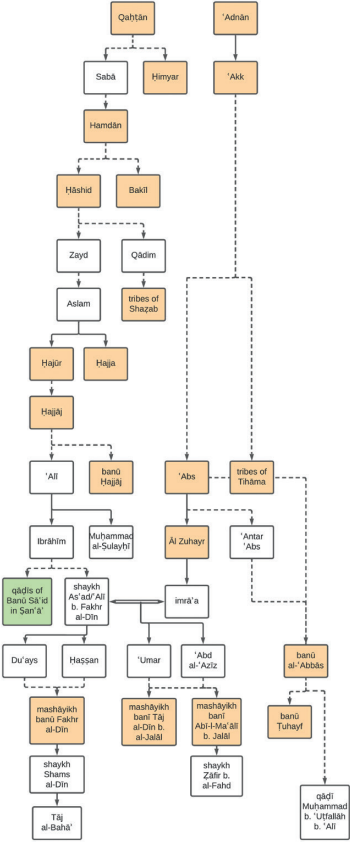 Qaḥṭān
ʿAdnān
Sabā
Ḥimyar
ʿAkk
Hamdān
Ḥāshid
Bakīl
Zayd
Qādim
Aslam
tribes of
Shaẓab
Ḥajūr
Ḥajja
Ḥajjāj
ʿAlī
banū
Ḥajjāj
ʿAbs
tribes of
Tihāma
Ibrāhīm
Muḥammad
al-Ṣulayḥī
Āl Zuhayr
ʿAntar
ʿAbs
qāḍīs of
Banū Sāʿid
in Ṣanʿāʾ
shaykh
Asʿad/ʿAlī
b. Fakhr
al-Dīn
imrāʾa
Duʿays
Ḥaṣṣan
ʿUmar
ʿAbd
al-ʿAzīz
banū
al-ʿAbbās
mashāyikh
banū Fakhr
al-Dīn
mashāyikh
banī Tāj
al-Dīn b.
al-Jalāl
mashāyikh
banī
Abī-l-Maʿālī
b. Jalāl
banū
Ṭuhayf
shaykh
Shams
al-Dīn
shaykh
Ẓāfir b.
al-Fahd
qāḍī
Muḥammad
b. ʿUṭfallāh
b. ʿAlī
Tāj
al-Bahāʾ